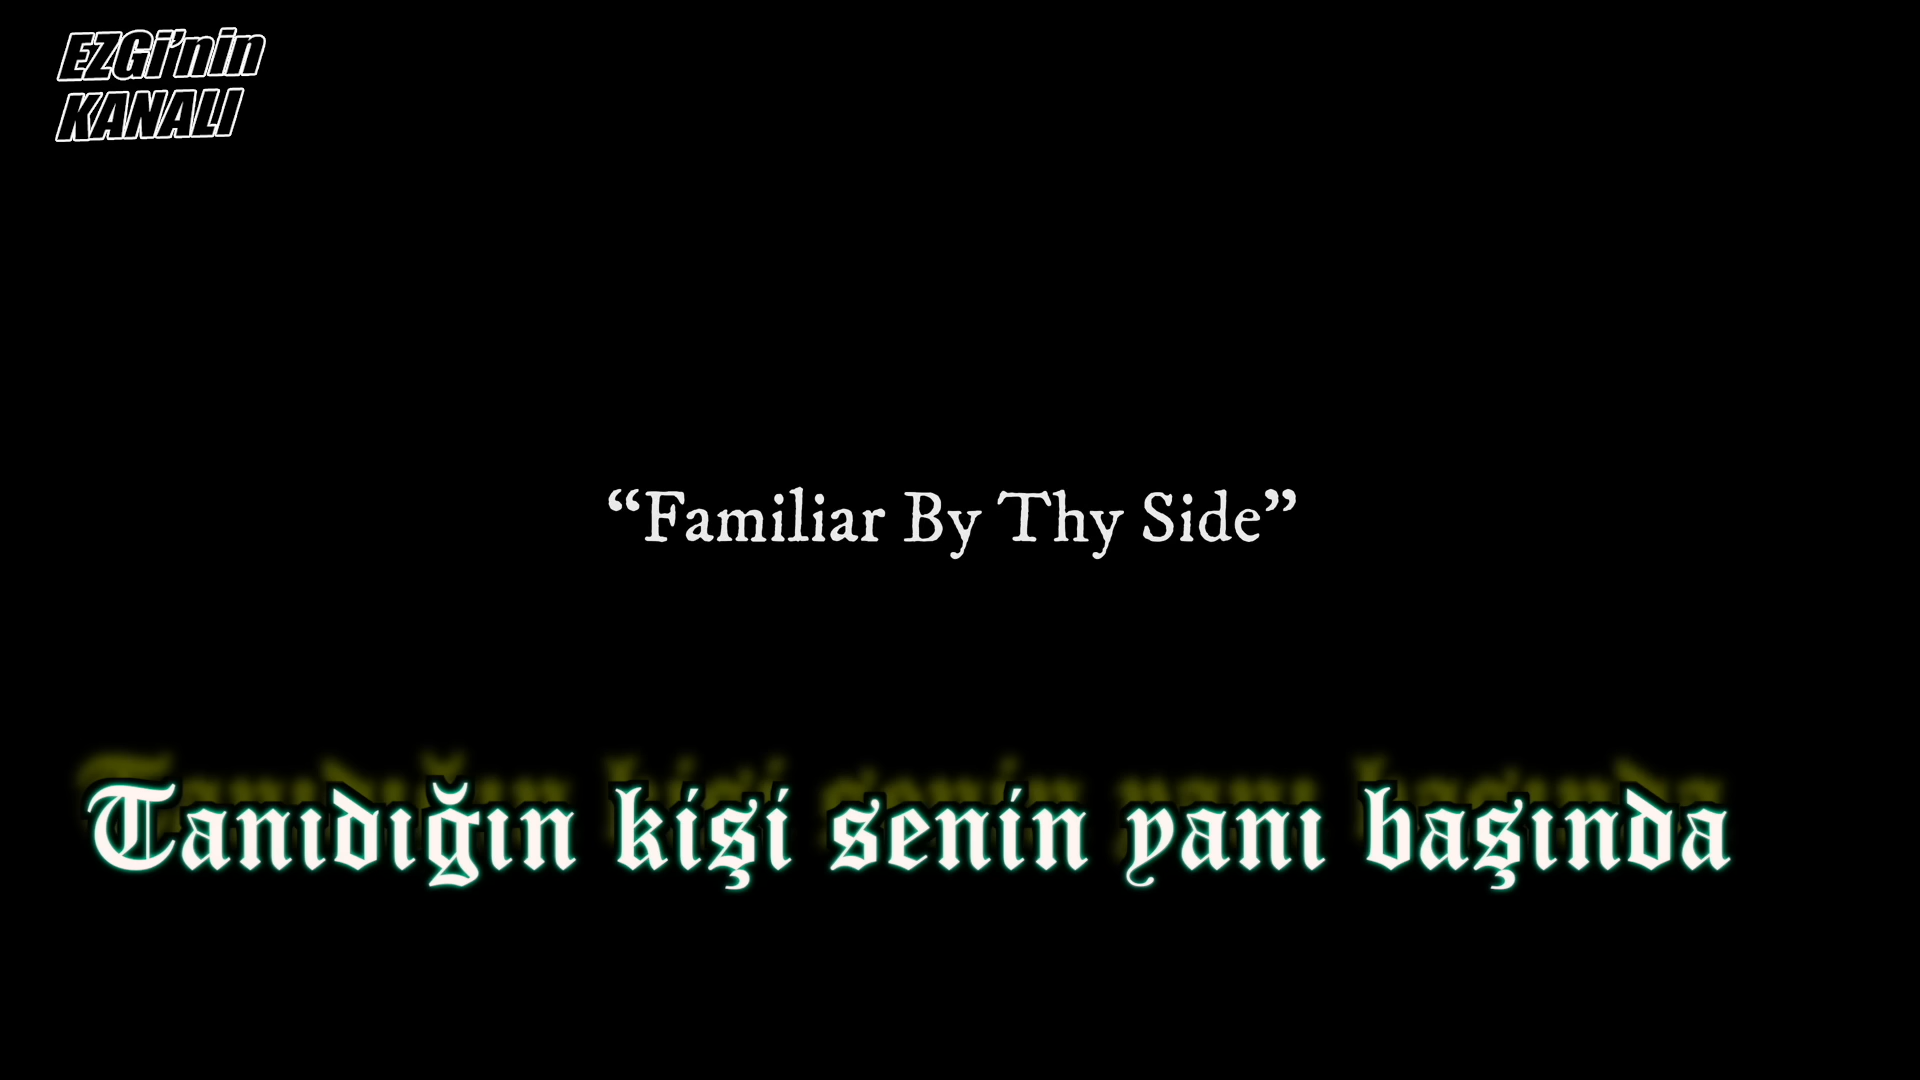 EZGi'nin
KANALI
“Familiar By Thy Side”
Tanıdığın kişi senin yanı başında